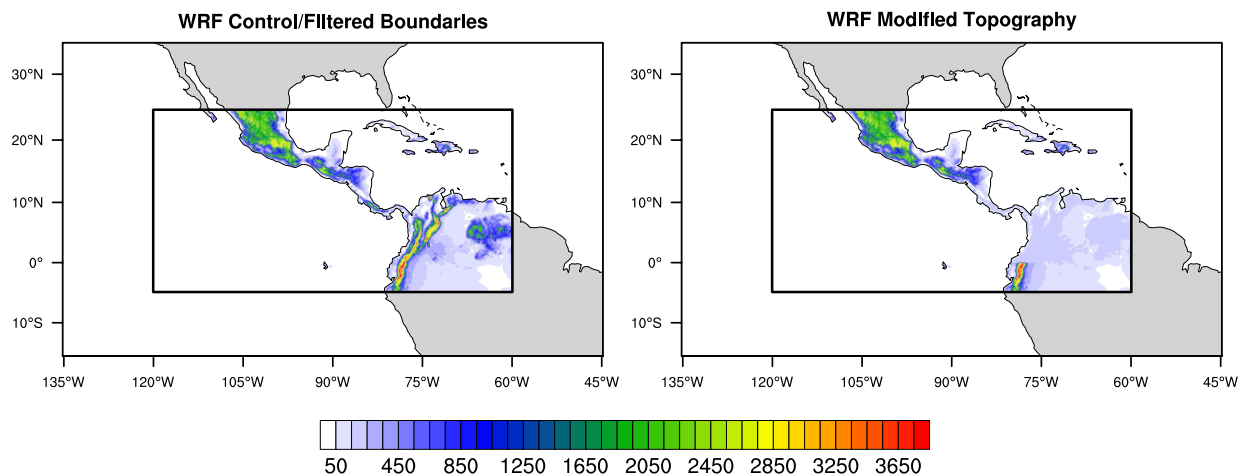 WRF Control/Filtered Boundaries
WRF Modified Topography
30°N
20°N
10°N
0°
10°S
135°W 120°W 105°W 90°W 75°W 60°W 45°W
30°N
20°N
10°N
0°
10°S
135°W 120°W 105°W 90°W 75°W 60°W 45°W
50 450 850 1250 1650 2050 2450 2850 3250 3650